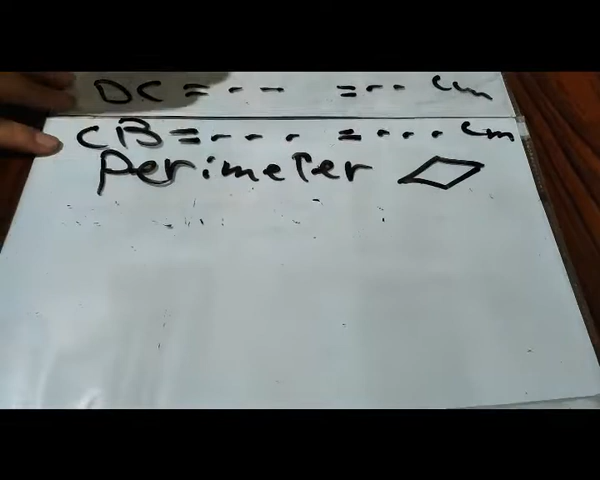 DC = -- = -- cm
CB = --- = --- cm
Perimeter